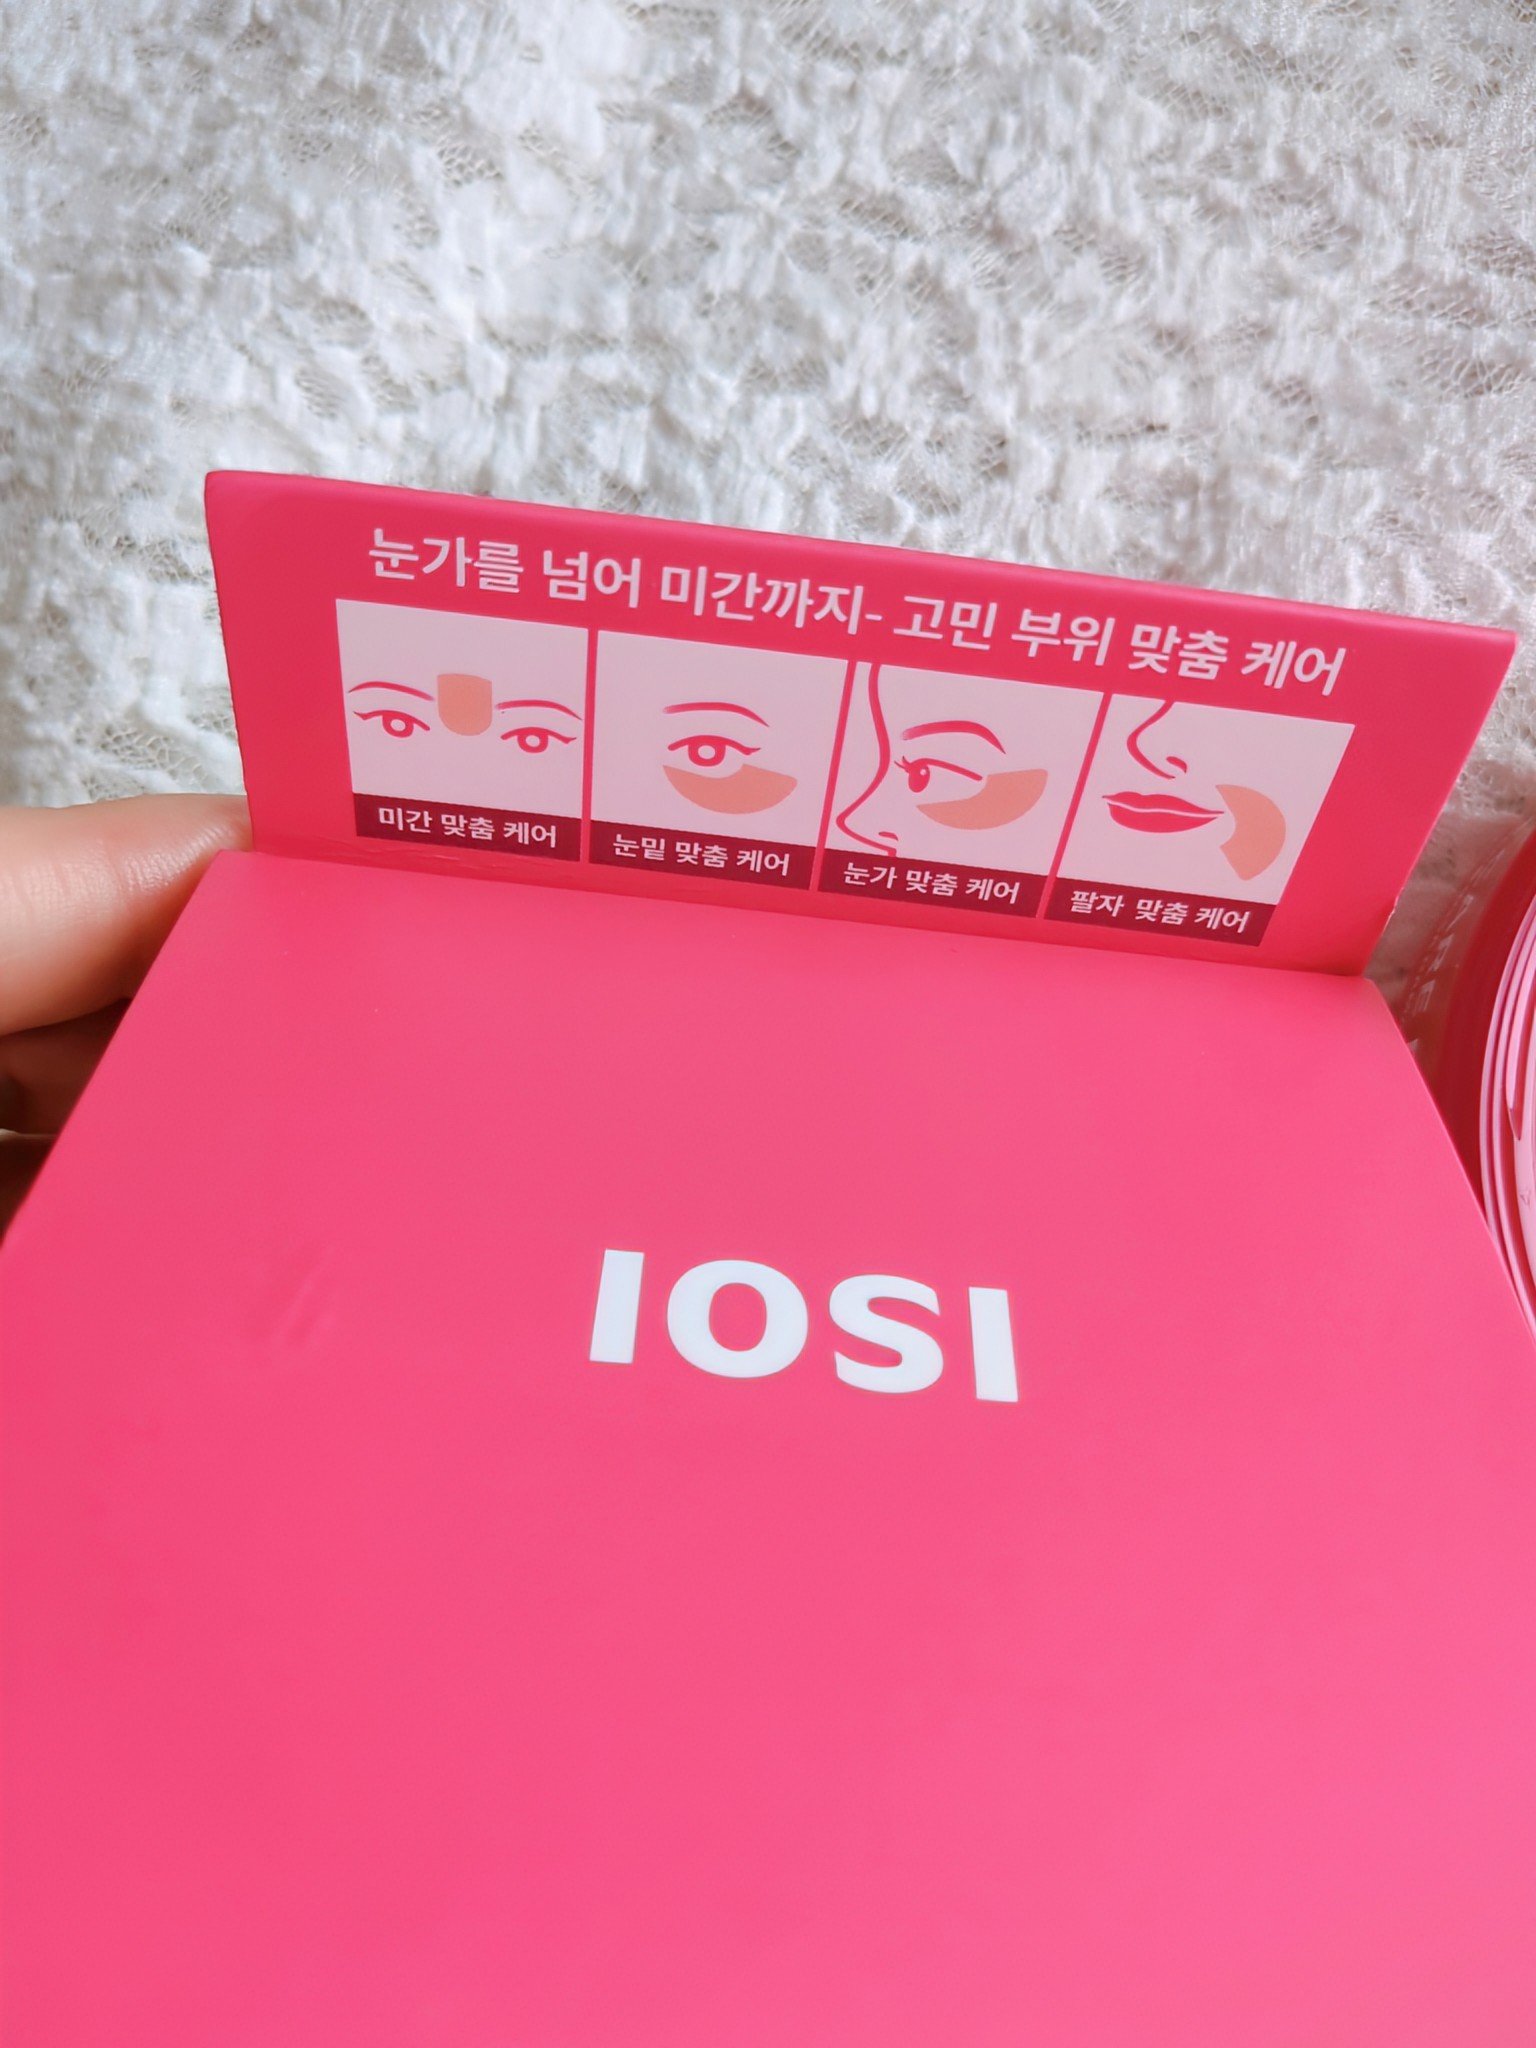 눈가를 넘어 미간까지- 고민 부위 맞춤 케어
미간 맞춤 케어
눈밑 맞춤 케어
눈가 맞춤 케어
팔자 맞춤 케어
IOSI